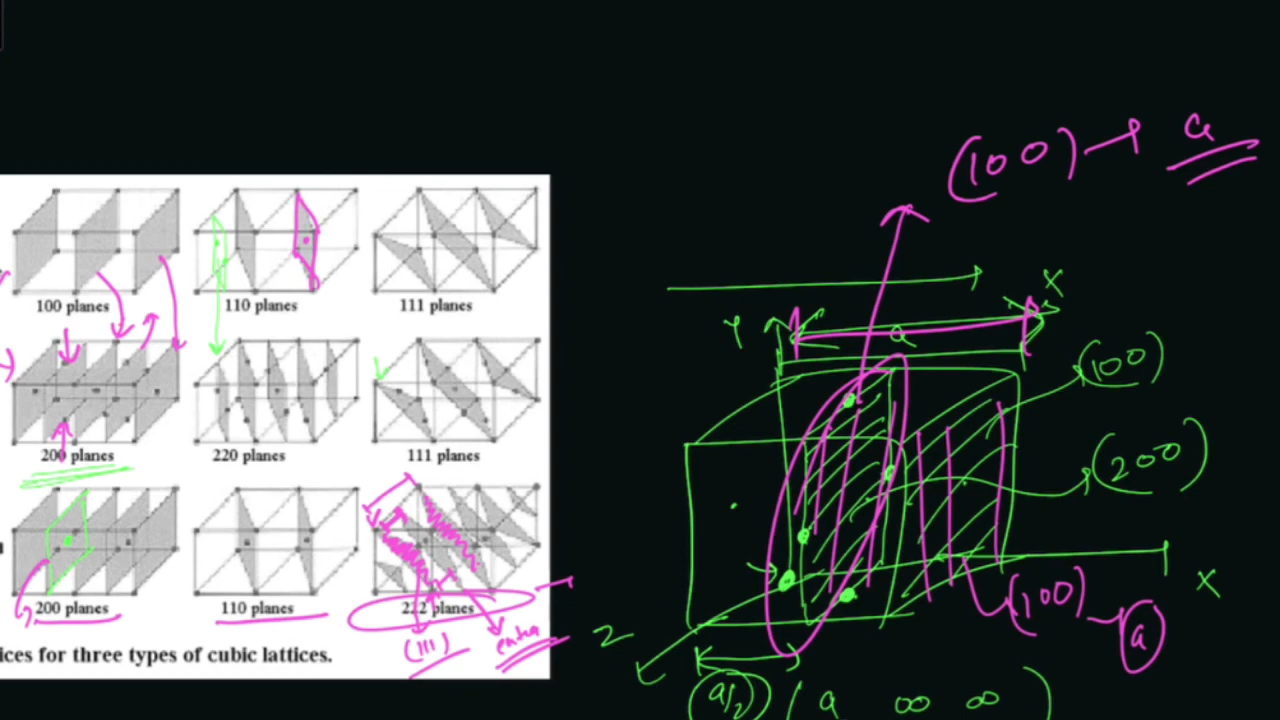 100 planes 110 planes 111 planes
200 planes 220 planes 111 planes
200 planes 110 planes 222 planes
(111)
extra
ices for three types of cubic lattices.
(100) a
X
Y
a
(100)
(200)
X
(100) a
Z
(a/2) ( a ∞ ∞ )